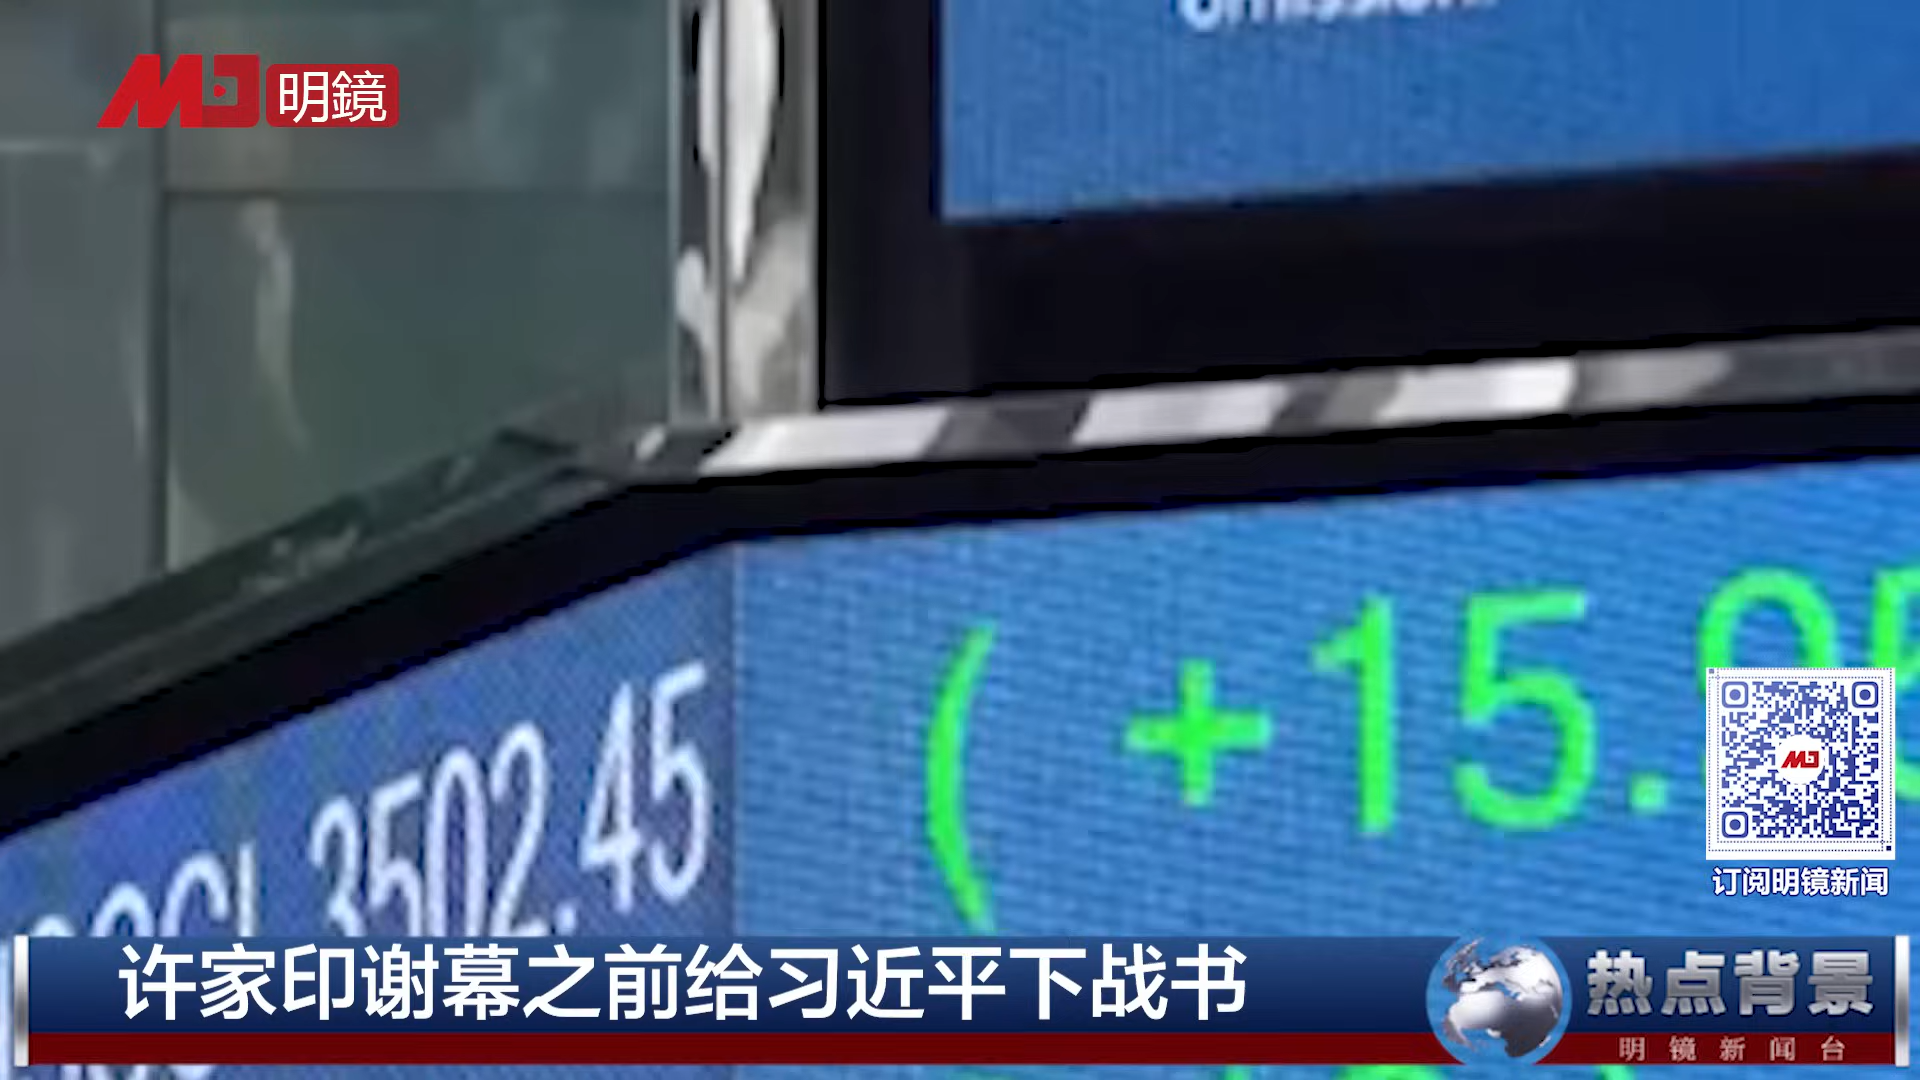 明鏡
3502.45
( +15.
订阅明镜新闻
许家印谢幕之前给习近平下战书
热点背景
明镜新闻台